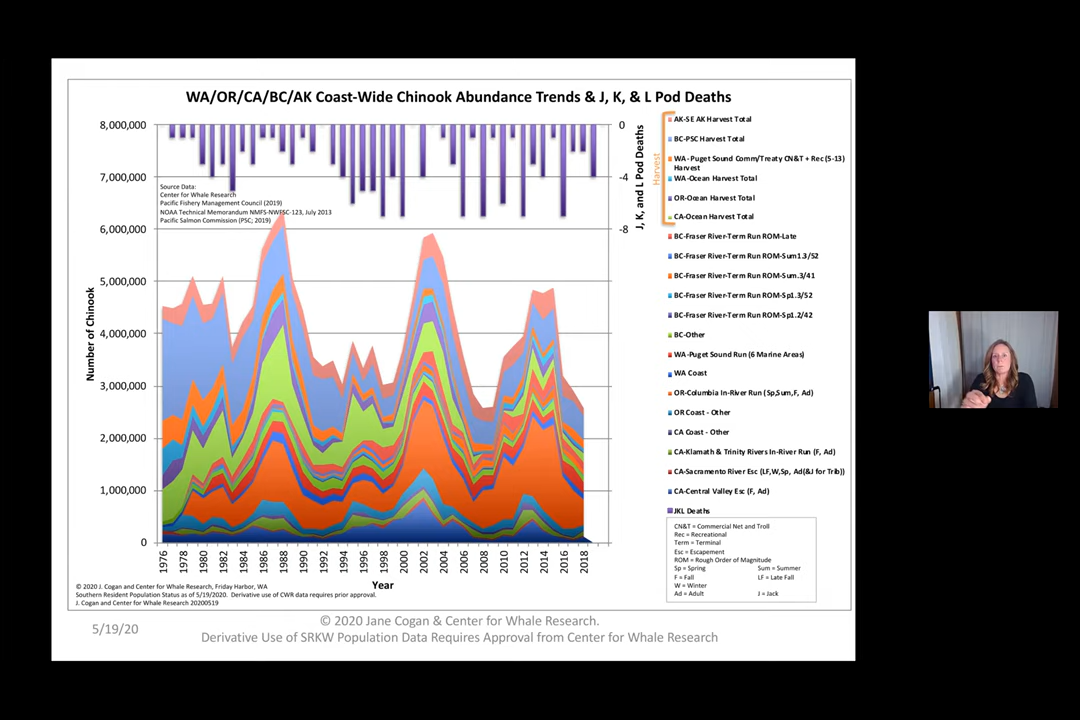 WA/OR/CA/BC/AK Coast-Wide Chinook Abundance Trends & J, K, & L Pod Deaths
8,000,000
7,000,000
6,000,000
5,000,000
4,000,000
3,000,000
2,000,000
1,000,000
0
Number of Chinook
Source Data:
Center for Whale Research
Pacific Fishery Management Council (2019)
NOAA Technical Memorandum NMFS-NWFSC-123, July 2013
Pacific Salmon Commission (PSC; 2019)
0
-4
-8
J, K, and L Pod Deaths
Harvest
AK-SE AK Harvest Total
BC-PSC Harvest Total
WA- Puget Sound Comm/Treaty CN&T + Rec (5-13)
Harvest
WA-Ocean Harvest Total
OR-Ocean Harvest Total
CA-Ocean Harvest Total
BC-Fraser River-Term Run ROM-Late
BC-Fraser River-Term Run ROM-Sum1.3/52
BC-Fraser River-Term Run ROM-Sum.3/41
BC-Fraser River-Term Run ROM-Sp1.3/52
BC-Fraser River-Term Run ROM-Sp1.2/42
BC-Other
WA-Puget Sound Run (6 Marine Areas)
WA Coast
OR-Columbia In-River Run (Sp,Sum,F, Ad)
OR Coast - Other
CA Coast - Other
CA-Klamath & Trinity Rivers In-River Run (F, Ad)
CA-Sacramento River Esc (LF,W,Sp, Ad(&J for Trib))
CA-Central Valley Esc (F, Ad)
JKL Deaths
CN&T = Commercial Net and Troll
Rec = Recreational
Term = Terminal
Esc = Escapement
ROM = Rough Order of Magnitude
Sp = Spring Sum = Summer
F = Fall LF = Late Fall
W = Winter
Ad = Adult J = Jack
1976 1978 1980 1982 1984 1986 1988 1990 1992 1994 1996 1998 2000 2002 2004 2006 2008 2010 2012 2014 2016 2018
Year
© 2020 J. Cogan and Center for Whale Research, Friday Harbor, WA
Southern Resident Population Status as of 5/19/2020. Derivative use of CWR data requires prior approval.
J. Cogan and Center for Whale Research 20200519
5/19/20
© 2020 Jane Cogan & Center for Whale Research.
Derivative Use of SRKW Population Data Requires Approval from Center for Whale Research